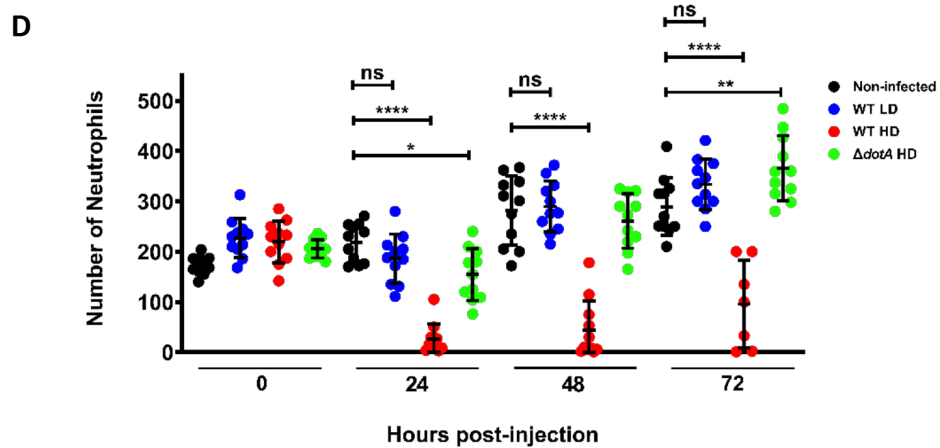 D
ns
****
**
ns
****
*
ns
****
Number of Neutrophils
500
400
300
200
100
0
0
24
48
72
Hours post-injection
Non-infected
WT LD
WT HD
ΔdotA HD